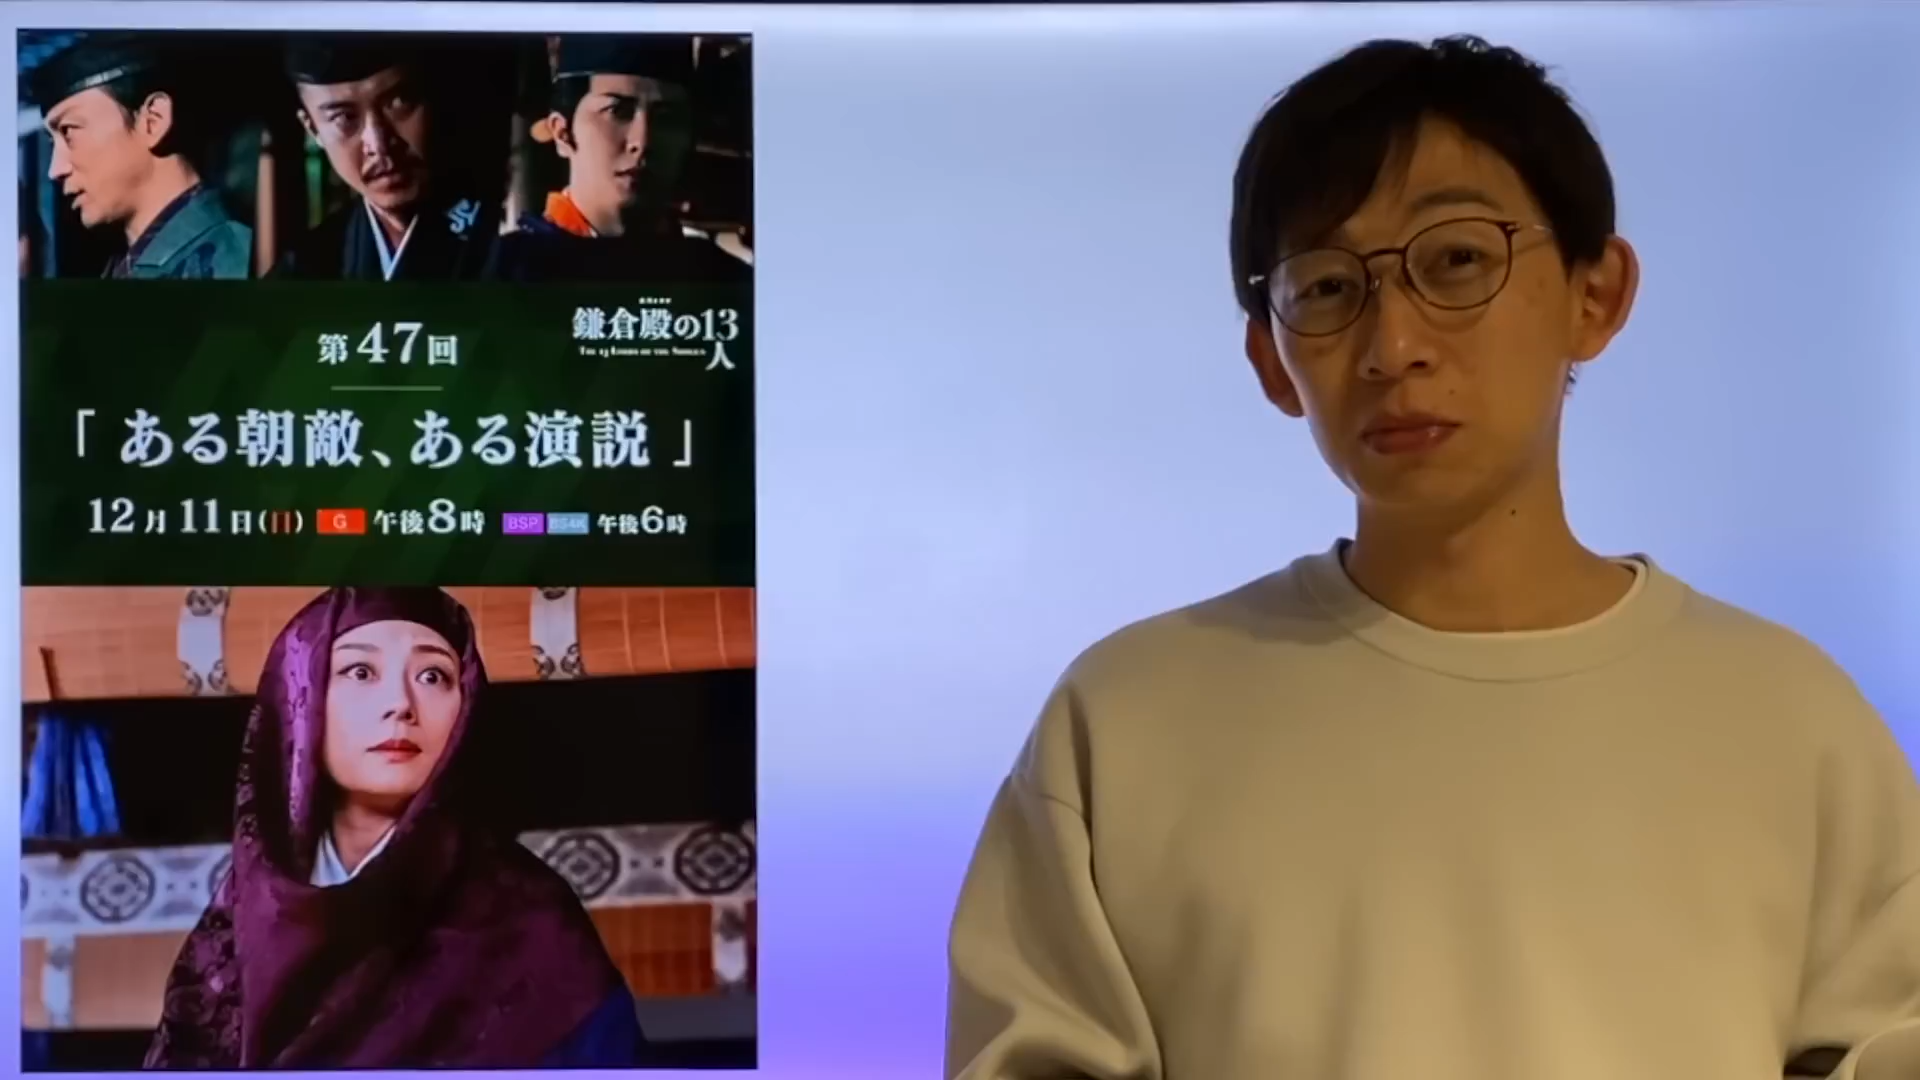 鎌倉殿の13人
第47回
「ある朝敵、ある演説」
12月11日(日) G 午後8時 BSP BS4K 午後6時